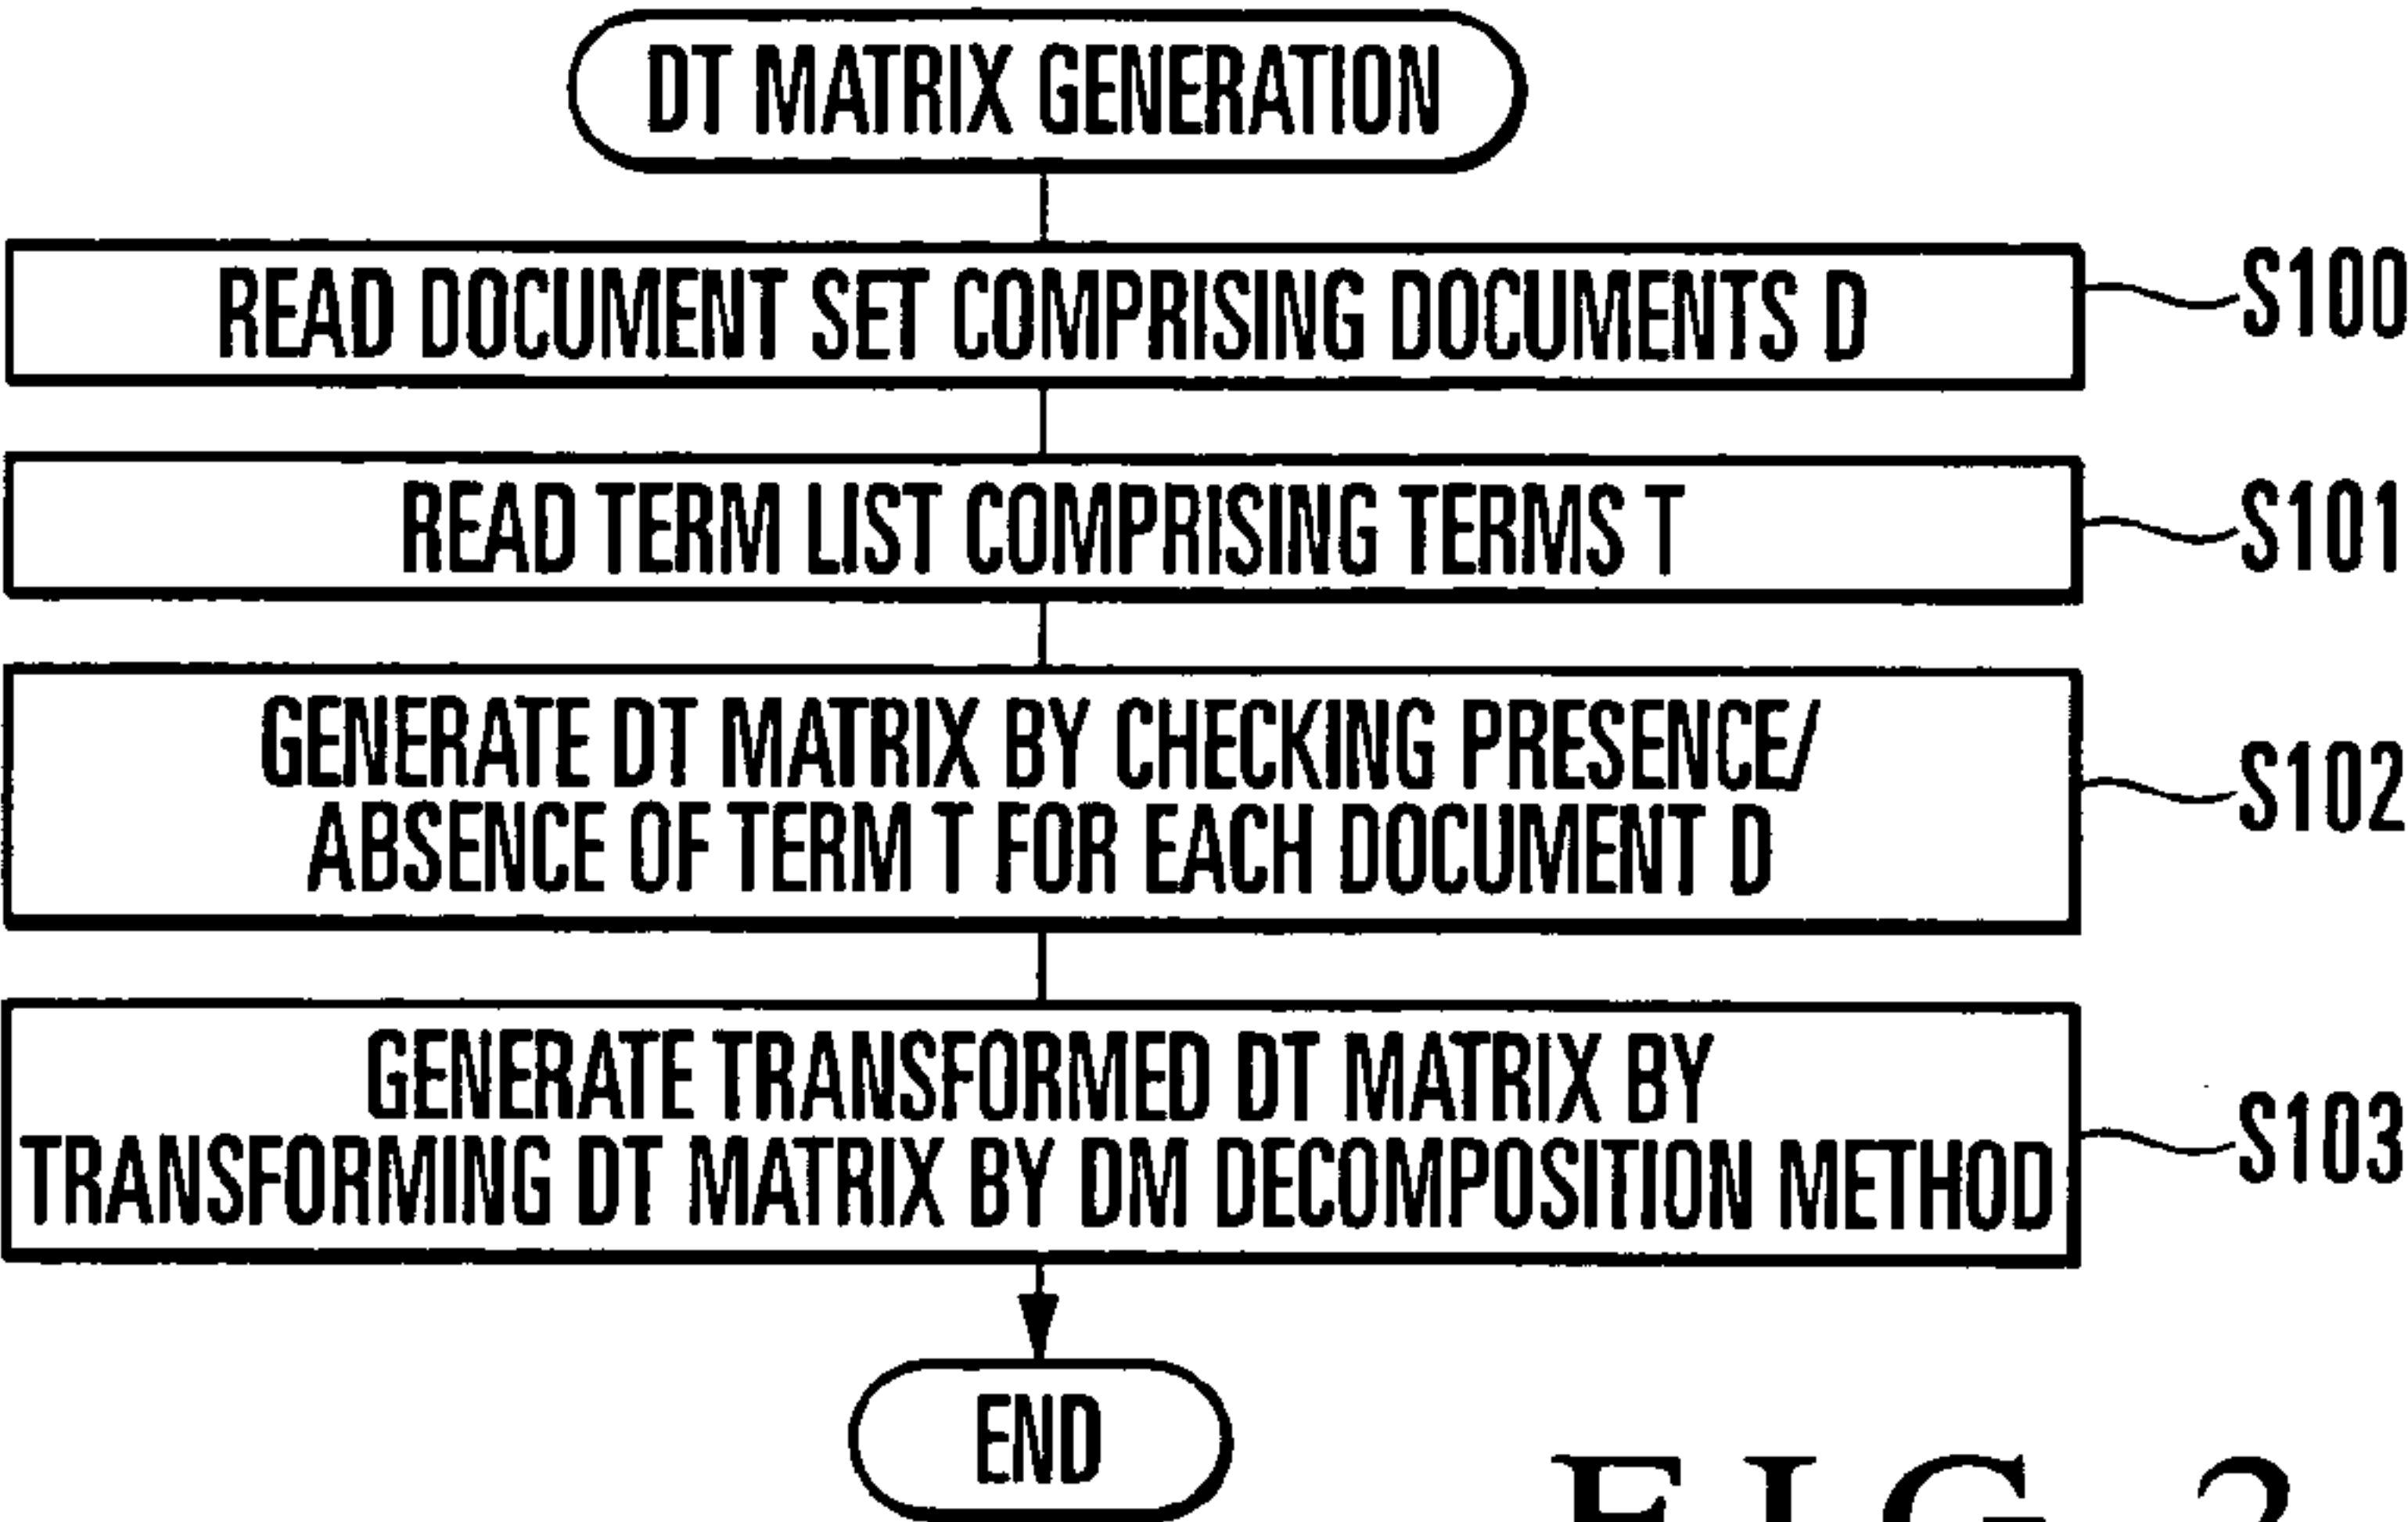 DT MATRIX GENERATION
READ DOCUMENT SET COMPRISING DOCUMENTS D
S100
READ TERM LIST COMPRISING TERMS T
S101
GENERATE DT MATRIX BY CHECKING PRESENCE/
ABSENCE OF TERM T FOR EACH DOCUMENT D
S102
GENERATE TRANSFORMED DT MATRIX BY
TRANSFORMING DT MATRIX BY DM DECOMPOSITION METHOD
S103
END